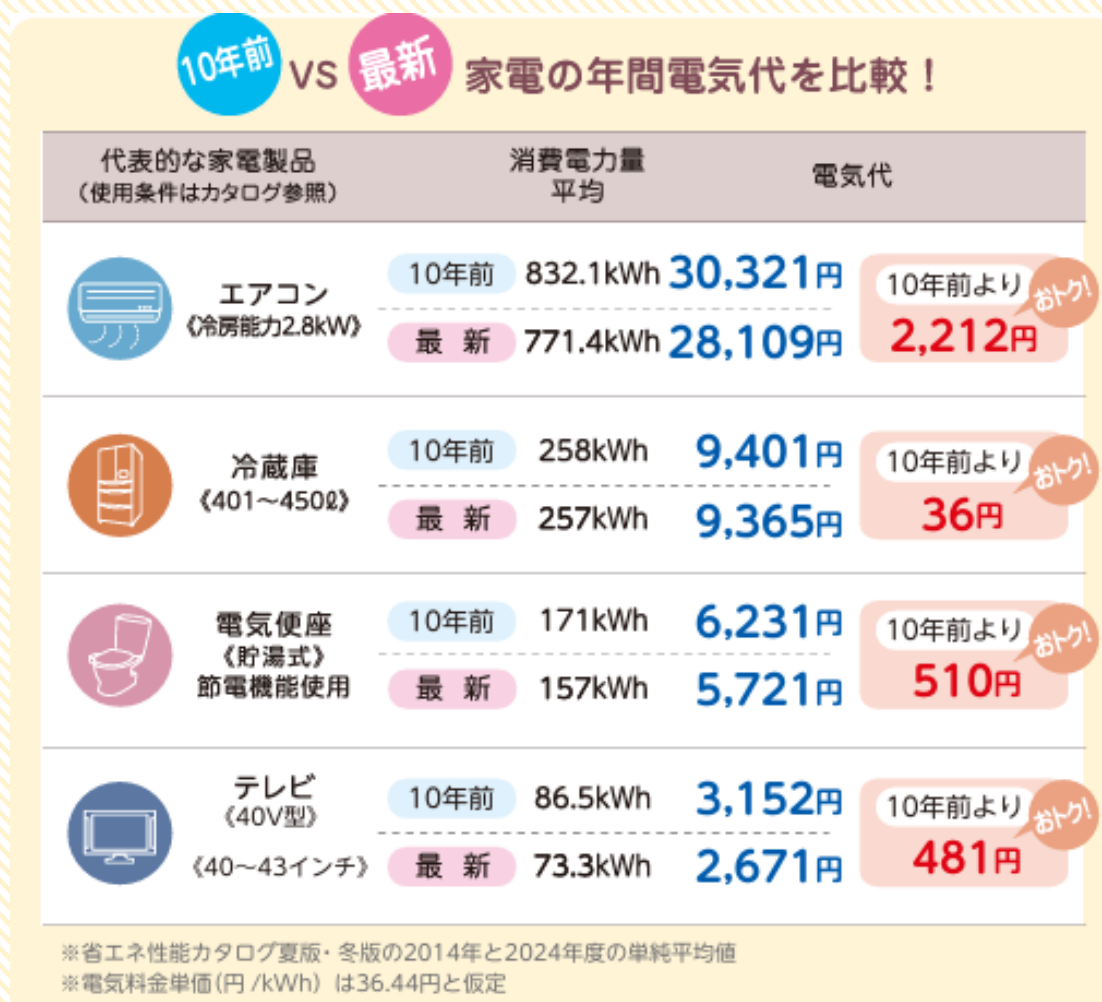 10年前 VS 最新 家電の年間電気代を比較！
代表的な家電製品
（使用条件はカタログ参照）
消費電力量
平均
電気代
エアコン
《冷房能力2.8kW》
10年前 832.1kWh 30,321円
最 新 771.4kWh 28,109円
10年前より おトク!
2,212円
冷蔵庫
《401～450ℓ》
10年前 258kWh 9,401円
最 新 257kWh 9,365円
10年前より おトク!
36円
電気便座
《貯湯式》
節電機能使用
10年前 171kWh 6,231円
最 新 157kWh 5,721円
10年前より おトク!
510円
テレビ
《40V型》
《40～43インチ》
10年前 86.5kWh 3,152円
最 新 73.3kWh 2,671円
10年前より おトク!
481円
※省エネ性能カタログ夏版・冬版の2014年と2024年度の単純平均値
※電気料金単価(円/kWh）は36.44円と仮定